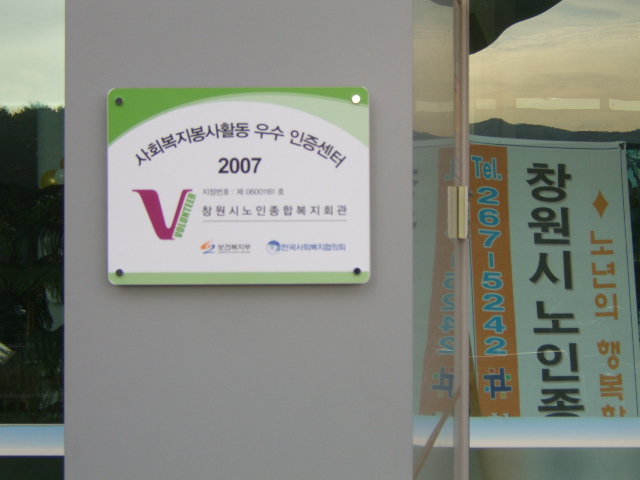 사회복지봉사활동 우수 인증센터
2007
VOLUNTEER
지정번호 : 제 06001161 호
창원시노인종합복지회관
보건복지부
한국사회복지협의회
Tel. 267-5242
창원시 노인종
노년의 행복한